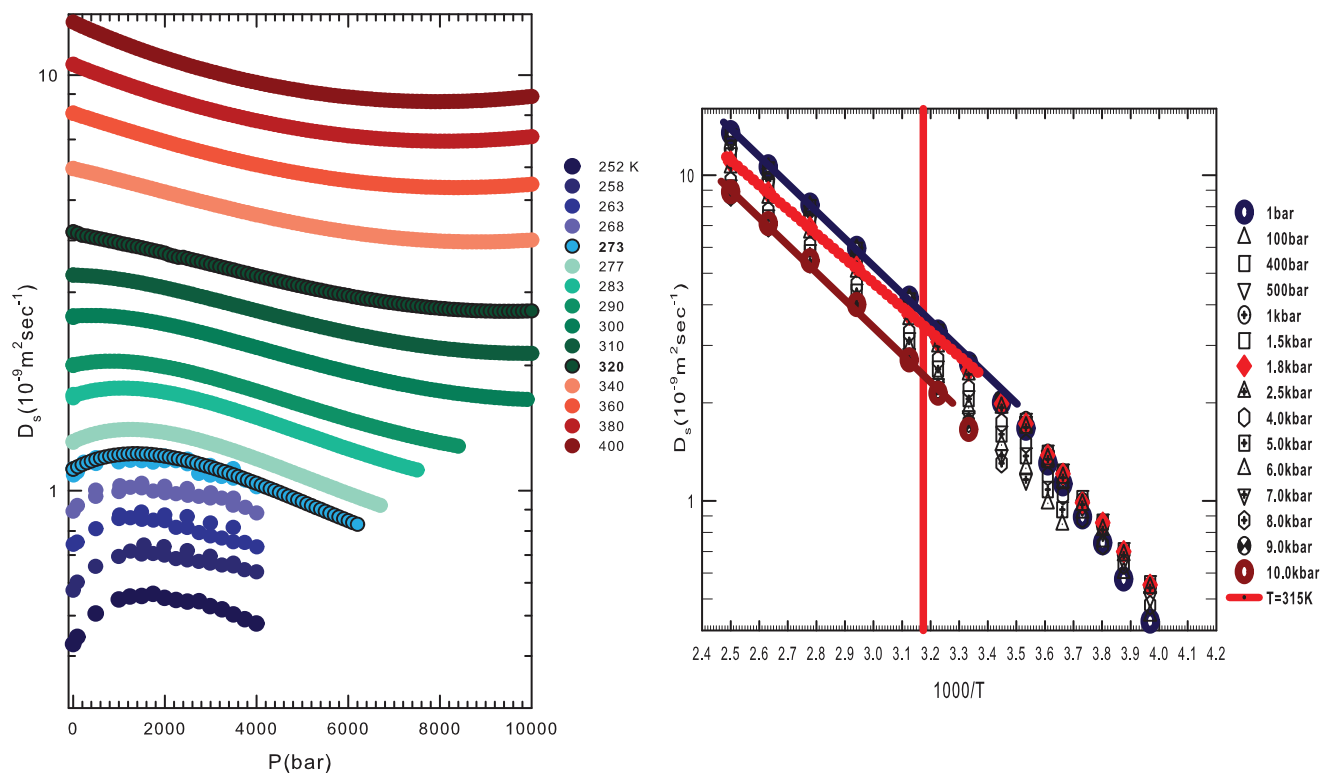 10
1
D_s(10^-9 m^2sec^-1)
0
2000
4000
6000
8000
10000
P(bar)
252 K
258
263
268
273
277
283
290
300
310
320
340
360
380
400
10
1
D_s(10^-9 m^2sec^-1)
2.4 2.5 2.6 2.7 2.8 2.9 3.0 3.1 3.2 3.3 3.4 3.5 3.6 3.7 3.8 3.9 4.0 4.1 4.2
1000/T
1bar
100bar
400bar
500bar
1kbar
1.5kbar
1.8kbar
2.5kbar
4.0kbar
5.0kbar
6.0kbar
7.0kbar
8.0kbar
9.0kbar
10.0kbar
T=315K